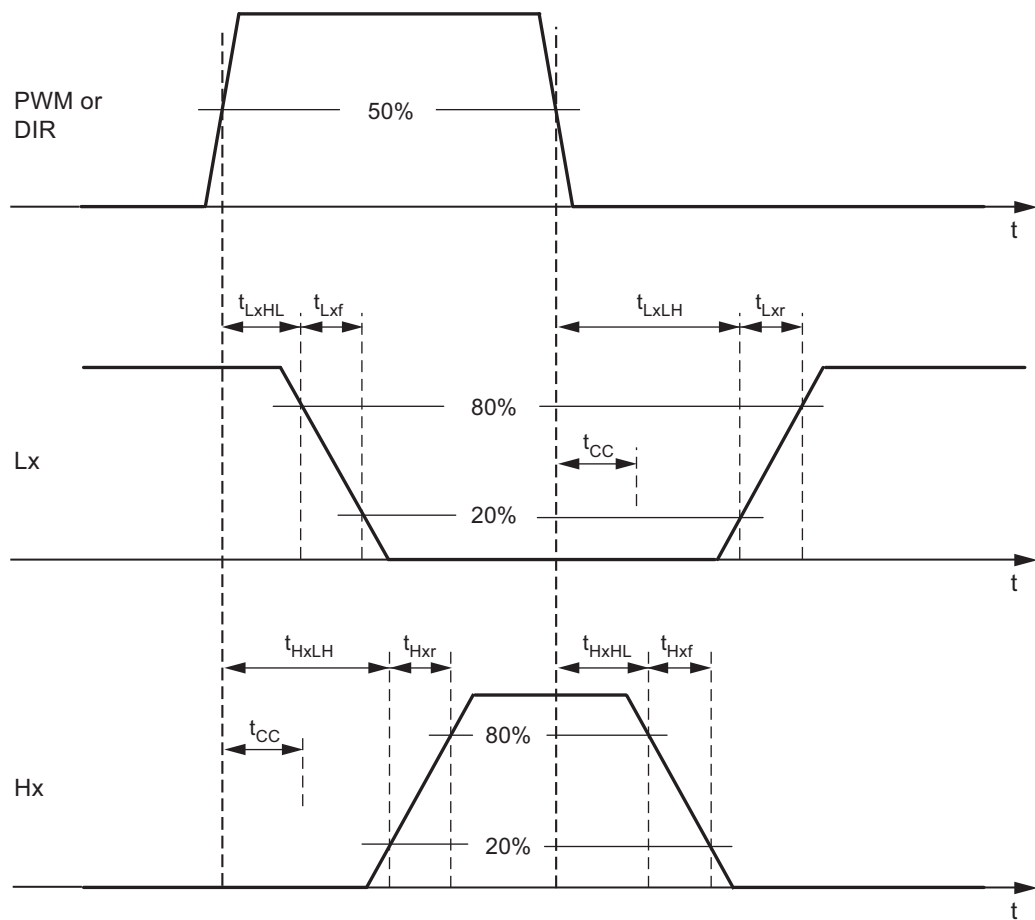 PWM or
DIR
50%
t
tLxHL
tLxf
tLxLH
tLxr
80%
Lx
tCC
20%
t
tHxLH
tHxr
tHxHL
tHxf
tCC
80%
Hx
20%
t